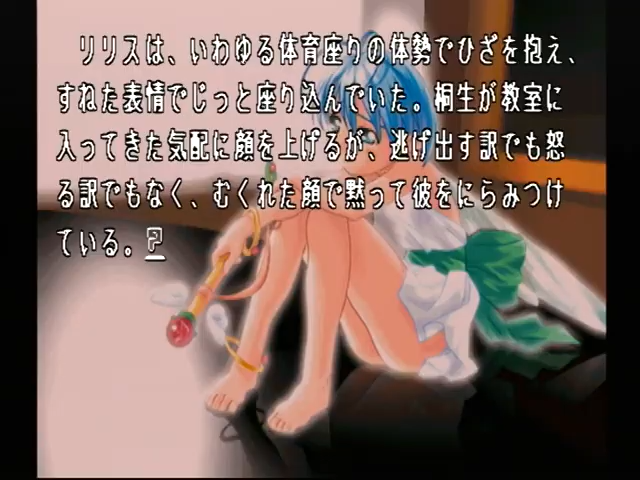 リリスは、いわゆる体育座りの体勢でひざを抱え、
すねた表情でじっと座り込んでいた。桐生が教室に
入ってきた気配に顔を上げるが、逃げ出す訳でも怒
る訳でもなく、むくれた顔で黙って彼をにらみつけ
ている。